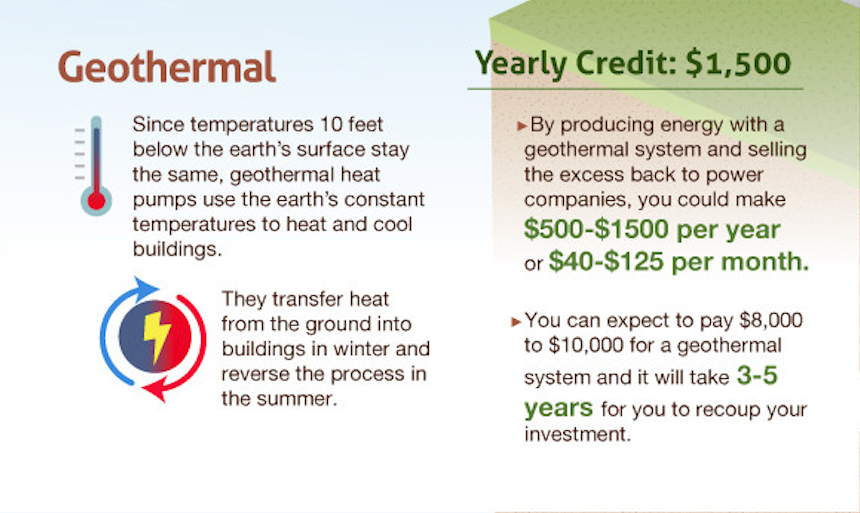 Geothermal
Since temperatures 10 feet
below the earth's surface stay
the same, geothermal heat
pumps use the earth's constant
temperatures to heat and cool
buildings.
They transfer heat
from the ground into
buildings in winter and
reverse the process in
the summer.
Yearly Credit: $1,500
▸By producing energy with a
geothermal system and selling
the excess back to power
companies, you could make
$500-$1500 per year
or $40-$125 per month.
▸You can expect to pay $8,000
to $10,000 for a geothermal
system and it will take 3-5
years for you to recoup your
investment.